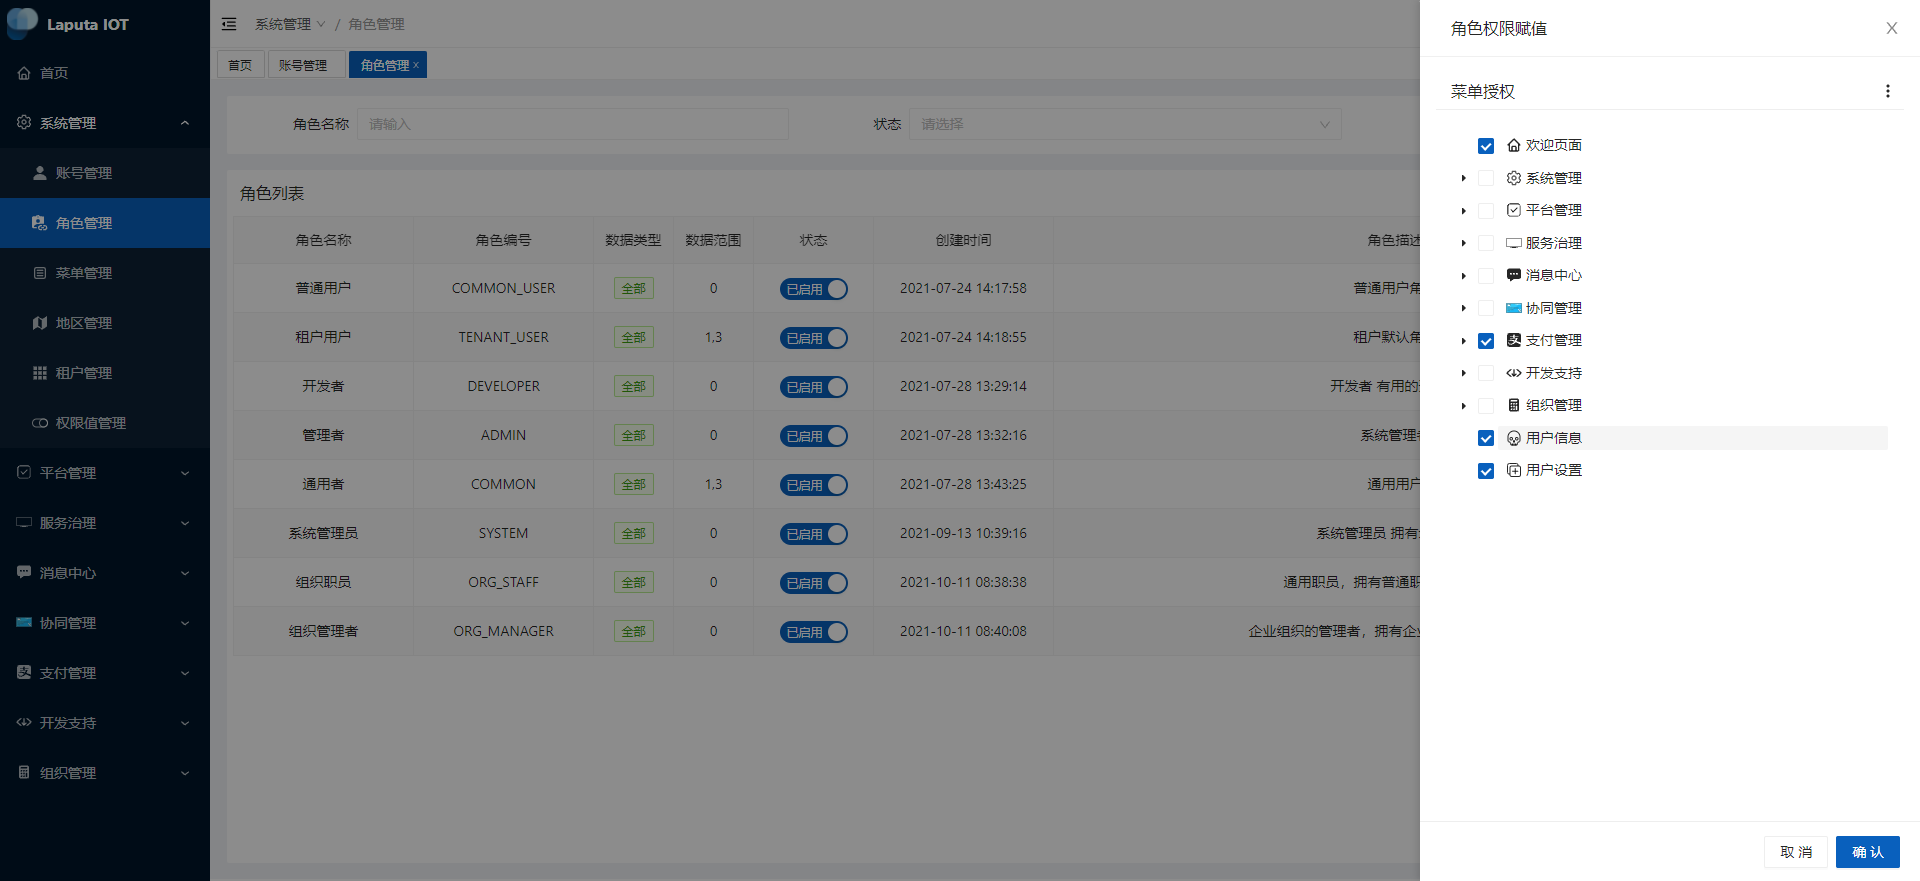 Laputa IOT
首页
系统管理
账号管理
角色管理
菜单管理
地区管理
租户管理
权限值管理
平台管理
服务治理
消息中心
协同管理
支付管理
开发支持
组织管理
系统管理 / 角色管理
首页 账号管理 角色管理 x
角色名称 请输入 状态 请选择
角色列表
角色名称 角色编号 数据类型 数据范围 状态 创建时间 角色描述
普通用户 COMMON_USER 全部 0 已启用 2021-07-24 14:17:58 普通用户角
租户用户 TENANT_USER 全部 1,3 已启用 2021-07-24 14:18:55 租户默认角
开发者 DEVELOPER 全部 0 已启用 2021-07-28 13:29:14 开发者 有用的
管理者 ADMIN 全部 0 已启用 2021-07-28 13:32:16 系统管理者
通用者 COMMON 全部 1,3 已启用 2021-07-28 13:43:25 通用用户
系统管理员 SYSTEM 全部 0 已启用 2021-09-13 10:39:16 系统管理员 拥有
组织职员 ORG_STAFF 全部 0 已启用 2021-10-11 08:38:38 通用职员，拥有普通职
组织管理者 ORG_MANAGER 全部 0 已启用 2021-10-11 08:40:08 企业组织的管理者，拥有企
角色权限赋值
菜单授权
欢迎页面
系统管理
平台管理
服务治理
消息中心
协同管理
支付管理
开发支持
组织管理
用户信息
用户设置
取 消 确 认